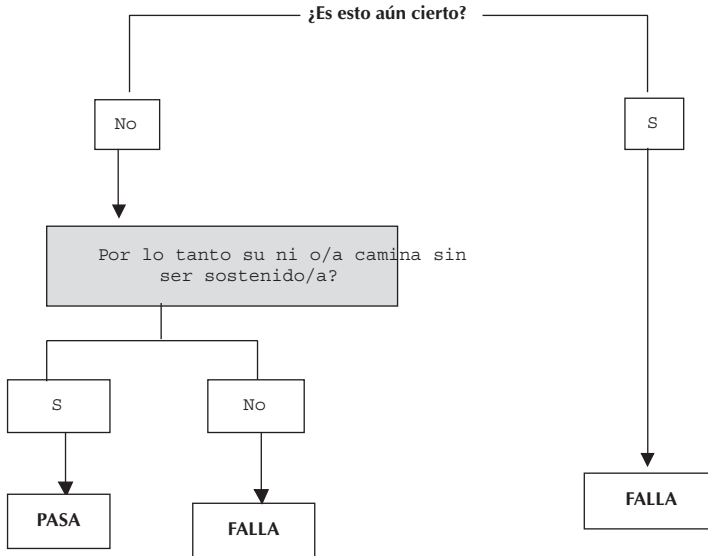 ¿Es esto aún cierto?
No
S
Por lo tanto su ni o/a camina sin
ser sostenido/a?
S
No
PASA
FALLA
FALLA